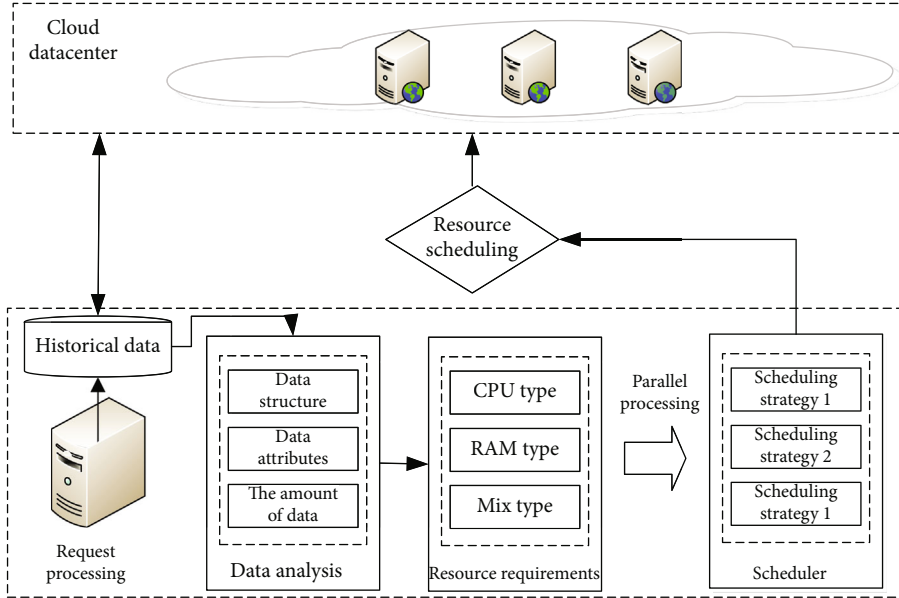 Cloud
datacenter
Resource
scheduling
Historical data
Request
processing
Data
structure
Data
attributes
The amount
of data
Data analysis
CPU type
RAM type
Mix type
Resource requirements
Parallel
processing
Scheduling
strategy 1
Scheduling
strategy 2
Scheduling
strategy 1
Scheduler